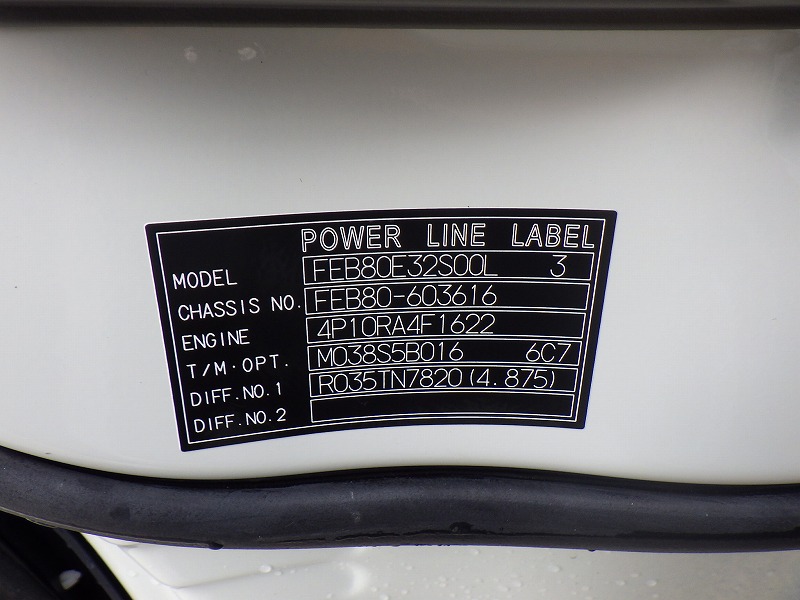 POWER LINE LABEL
MODEL FEB80E32S00L 3
CHASSIS NO. FEB80-603616
ENGINE 4P10RA4F1622
T/M·OPT. M038S5B016 6C7
DIFF.NO.1 R035TN7820(4.875)
DIFF.NO.2